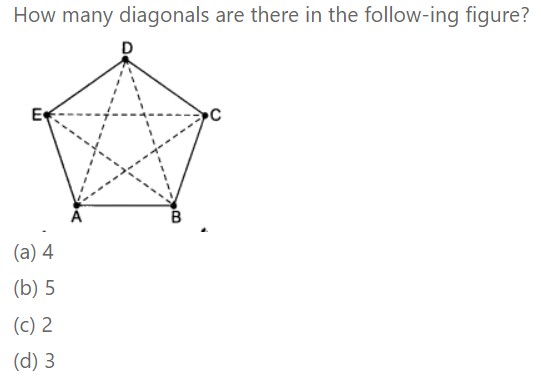 How many diagonals are there in the follow-ing figure?
D
E
C
A
B
(a) 4
(b) 5
(c) 2
(d) 3